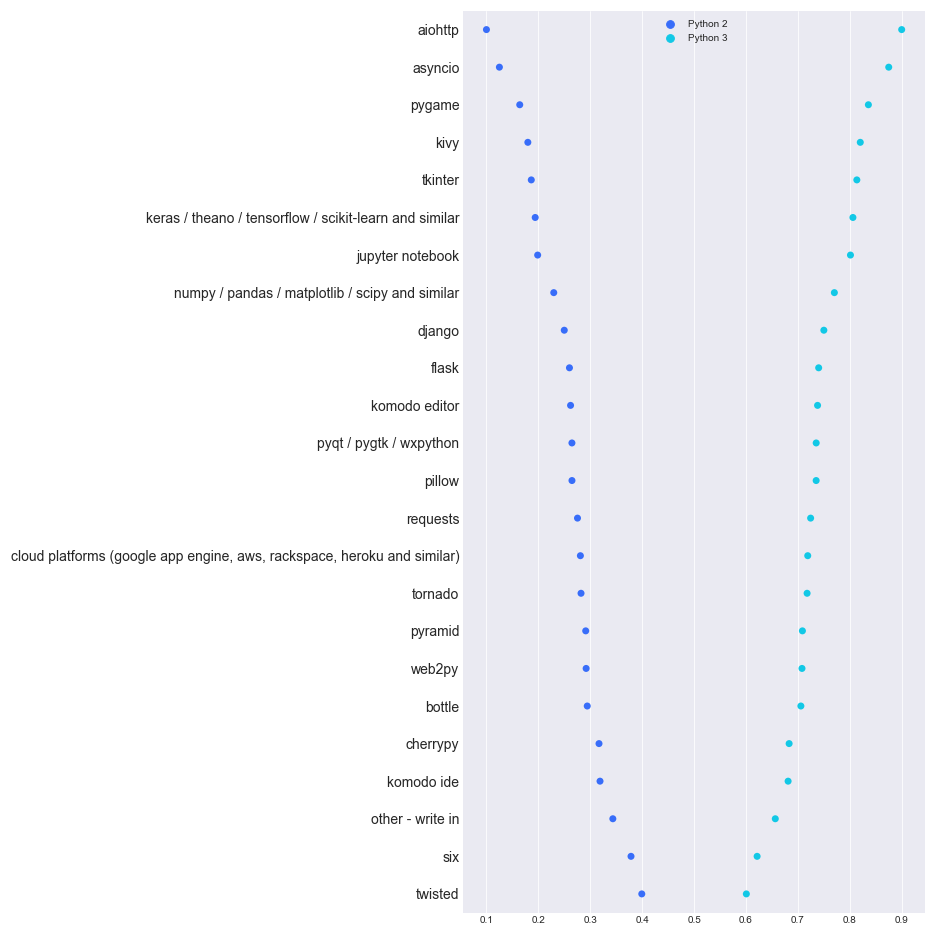 Python 2
Python 3
aiohttp
asyncio
pygame
kivy
tkinter
keras / theano / tensorflow / scikit-learn and similar
jupyter notebook
numpy / pandas / matplotlib / scipy and similar
django
flask
komodo editor
pyqt / pygtk / wxpython
pillow
requests
cloud platforms (google app engine, aws, rackspace, heroku and similar)
tornado
pyramid
web2py
bottle
cherrypy
komodo ide
other - write in
six
twisted
0.1 0.2 0.3 0.4 0.5 0.6 0.7 0.8 0.9